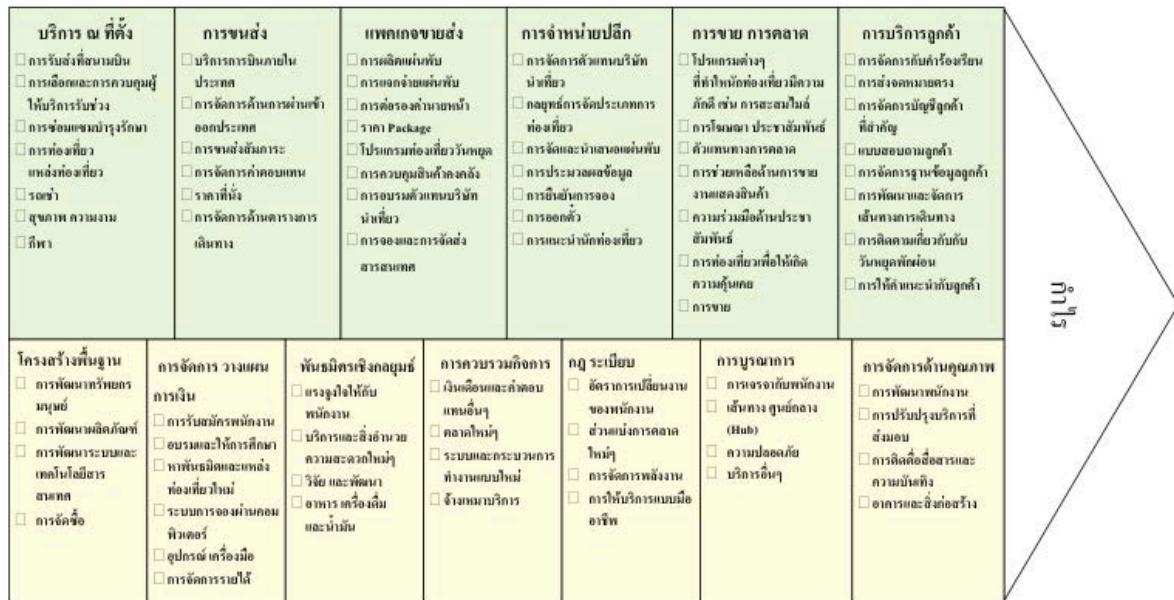 บริการ ณ ที่ตั้ง
การรับส่งที่สนามบิน
การเลือกและการควบคุมผู้
ให้บริการรับช่วง
การซ่อมแซมบำรุงรักษา
การท่องเที่ยว
แหล่งท่องเที่ยว
รถเช่า
สุขภาพ ความงาม
กีฬา
การขนส่ง
บริการการบินภายใน
ประเทศ
การจัดการด้านการผ่านเข้า
ออกประเทศ
การขนส่งสัมภาระ
การจัดการค่าตอบแทน
ราคาที่นั่ง
การจัดการด้านตารางการ
เดินทาง
แพคเกจขายส่ง
การผลิตแผ่นพับ
การแจกจ่ายแผ่นพับ
การต่อรองค่านายหน้า
ราคา Package
โปรแกรมท่องเที่ยววันหยุด
การควบคุมสินค้าคงคลัง
การอบรมตัวแทนบริษัท
นำเที่ยว
การจองและการจัดส่ง
สารสนเทศ
การจำหน่ายปลีก
การจัดการตัวแทนบริษัท
นำเที่ยว
กลยุทธ์การจัดประเภทการ
ท่องเที่ยว
การจัดและนำเสนอแผ่นพับ
การประมวลผลข้อมูล
การยืนยันการจอง
การออกตั๋ว
การแนะนำนักท่องเที่ยว
การขาย การตลาด
โปรแกรมต่างๆ
ที่ทำให้นักท่องเที่ยวมีความ
ภักดี เช่น การสะสมไมล์
การโฆษณา ประชาสัมพันธ์
ตัวแทนทางการตลาด
การช่วยเหลือด้านการขาย
งานแสดงสินค้า
ความร่วมมือด้านประชา
สัมพันธ์
การท่องเที่ยวเพื่อให้เกิด
ความคุ้นเคย
การขาย
การบริการลูกค้า
การจัดการกับคำร้องเรียน
การส่งจดหมายตรง
การจัดการบัญชีลูกค้า
ที่สำคัญ
แบบสอบถามลูกค้า
การจัดการฐานข้อมูลลูกค้า
การพัฒนาและจัดการ
เส้นทางการเดินทาง
การติดตามเกี่ยวกับกับ
วันหยุดพักผ่อน
การให้คำแนะนำกับลูกค้า
กำไร
โครงสร้างพื้นฐาน
การพัฒนาทรัพยกร
มนุษย์
การพัฒนาผลิตภัณฑ์
การพัฒนาระบบและ
เทคโนโลยีสาร
สนเทศ
การจัดซื้อ
การจัดการ วางแผน
การเงิน
การรับสมัครพนักงาน
อบรมและให้การศึกษา
หาพันธมิตและแหล่ง
ท่องเที่ยวใหม่
ระบบการจองผ่านคอม
พิวเตอร์
อุปกรณ์ เครื่องมือ
การจัดการรายได้
พันธมิตรเชิงกลยุมธ์
แรงจูงใจให้กับ
พนักงาน
บริการและสิ่งอำนวย
ความสะดวกใหม่ๆ
วิจัย และพัฒนา
อาหาร เครื่องดื่ม
และน้ำมัน
การควบรวมกิจการ
เงินเดือนและค่าตอบ
แทนอื่นๆ
ตลาดใหม่ๆ
ระบบและกระบวนการ
ทำงานแบบใหม่
จ้างเหมาบริการ
กฎ ระเบียบ
อัตราการเปลี่ยนงาน
ของพนักงาน
ส่วนแบ่งการตลาด
ใหม่ๆ
การจัดการพลังงาน
การให้บริการแบบมือ
อาชีพ
การบูรณาการ
การเจรจากับพนักงาน
เส้นทาง ศูนย์กลาง
(Hub)
ความปลอดภัย
บริการอื่นๆ
การจัดการด้านคุณภาพ
การพัฒนาพนักงาน
การปรับปรุงบริการที่
ส่งมอบ
การติดต่อสื่อสารและ
ความบันเทิง
อาคารและสิ่งก่อสร้าง